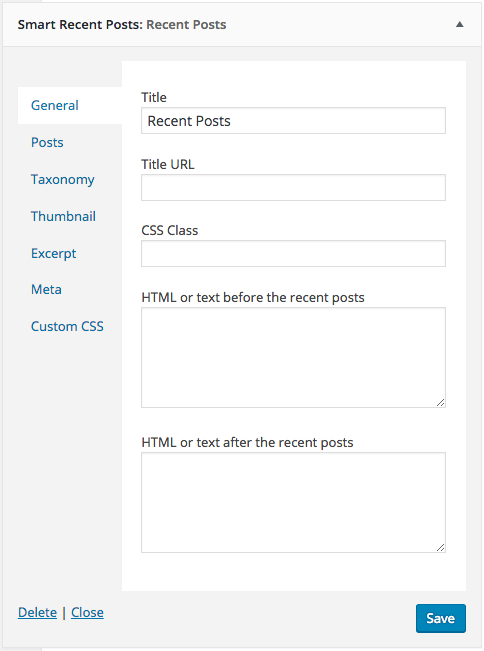 Smart Recent Posts: Recent Posts
General
Posts
Taxonomy
Thumbnail
Excerpt
Meta
Custom CSS
Title
Recent Posts
Title URL
CSS Class
HTML or text before the recent posts
HTML or text after the recent posts
Delete | Close
Save